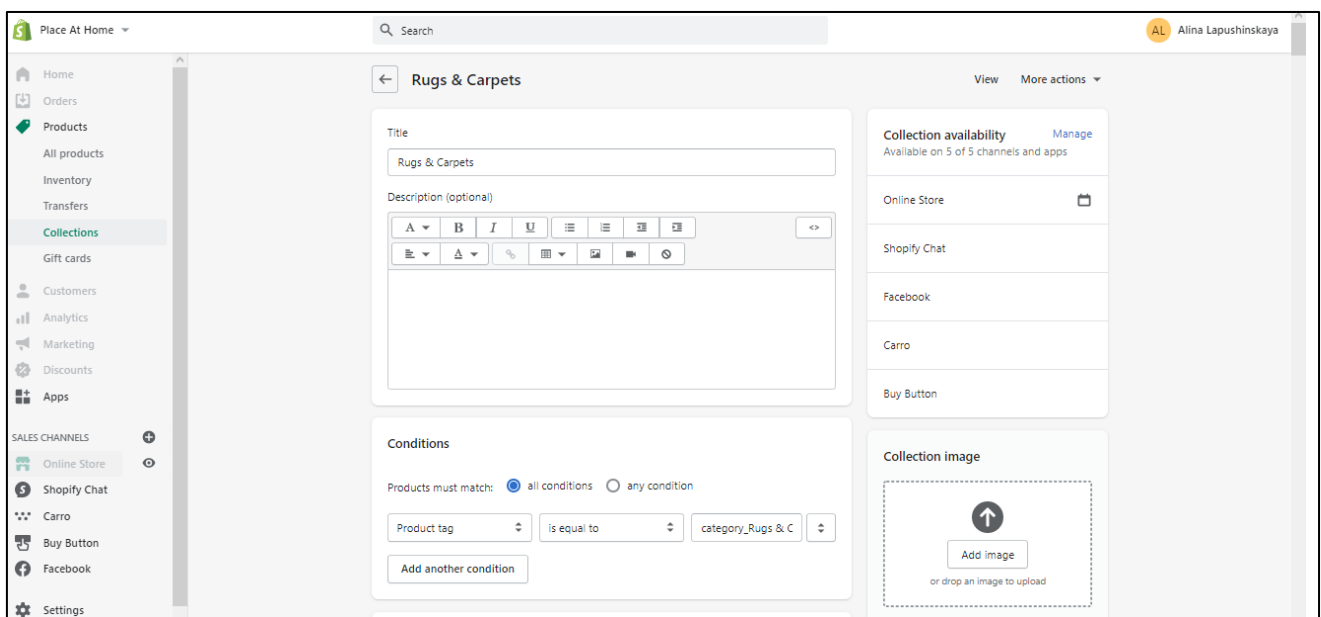 Place At Home
Search
AL Alina Lapushinskaya
Home
Orders
Products
All products
Inventory
Transfers
Collections
Gift cards
Customers
Analytics
Marketing
Discounts
Apps
SALES CHANNELS
Online Store
Shopify Chat
Carro
Buy Button
Facebook
Settings
Rugs & Carpets
View More actions
Title
Rugs & Carpets
Description (optional)
A B I U <>
A
Conditions
Products must match: all conditions any condition
Product tag is equal to category_Rugs & C
Add another condition
Collection availability Manage
Available on 5 of 5 channels and apps
Online Store
Shopify Chat
Facebook
Carro
Buy Button
Collection image
Add image
or drop an image to upload